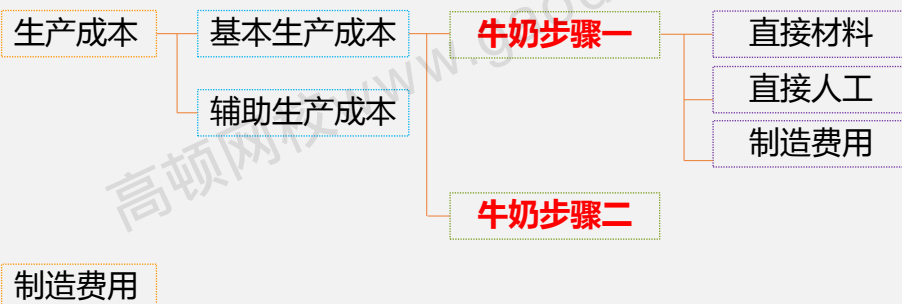 生产成本
基本生产成本
牛奶步骤一
直接材料
直接人工
辅助生产成本
制造费用
牛奶步骤二
制造费用
高顿网校 www.gaod